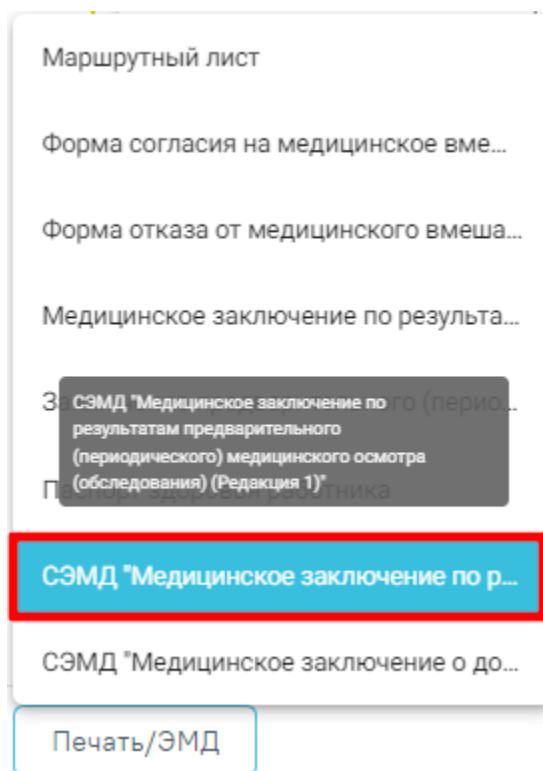 Маршрутный лист
Форма согласия на медицинское вме...
Форма отказа от медицинского вмеша...
Медицинское заключение по результа...
СЭМД "Медицинское заключение по
результатам предварительного
(периодического) медицинского осмотра
(обследования) (Редакция 1)"
(перио...
Паспорт здоровья работника
СЭМД "Медицинское заключение по р...
СЭМД "Медицинское заключение о до...
Печать/ЭМД